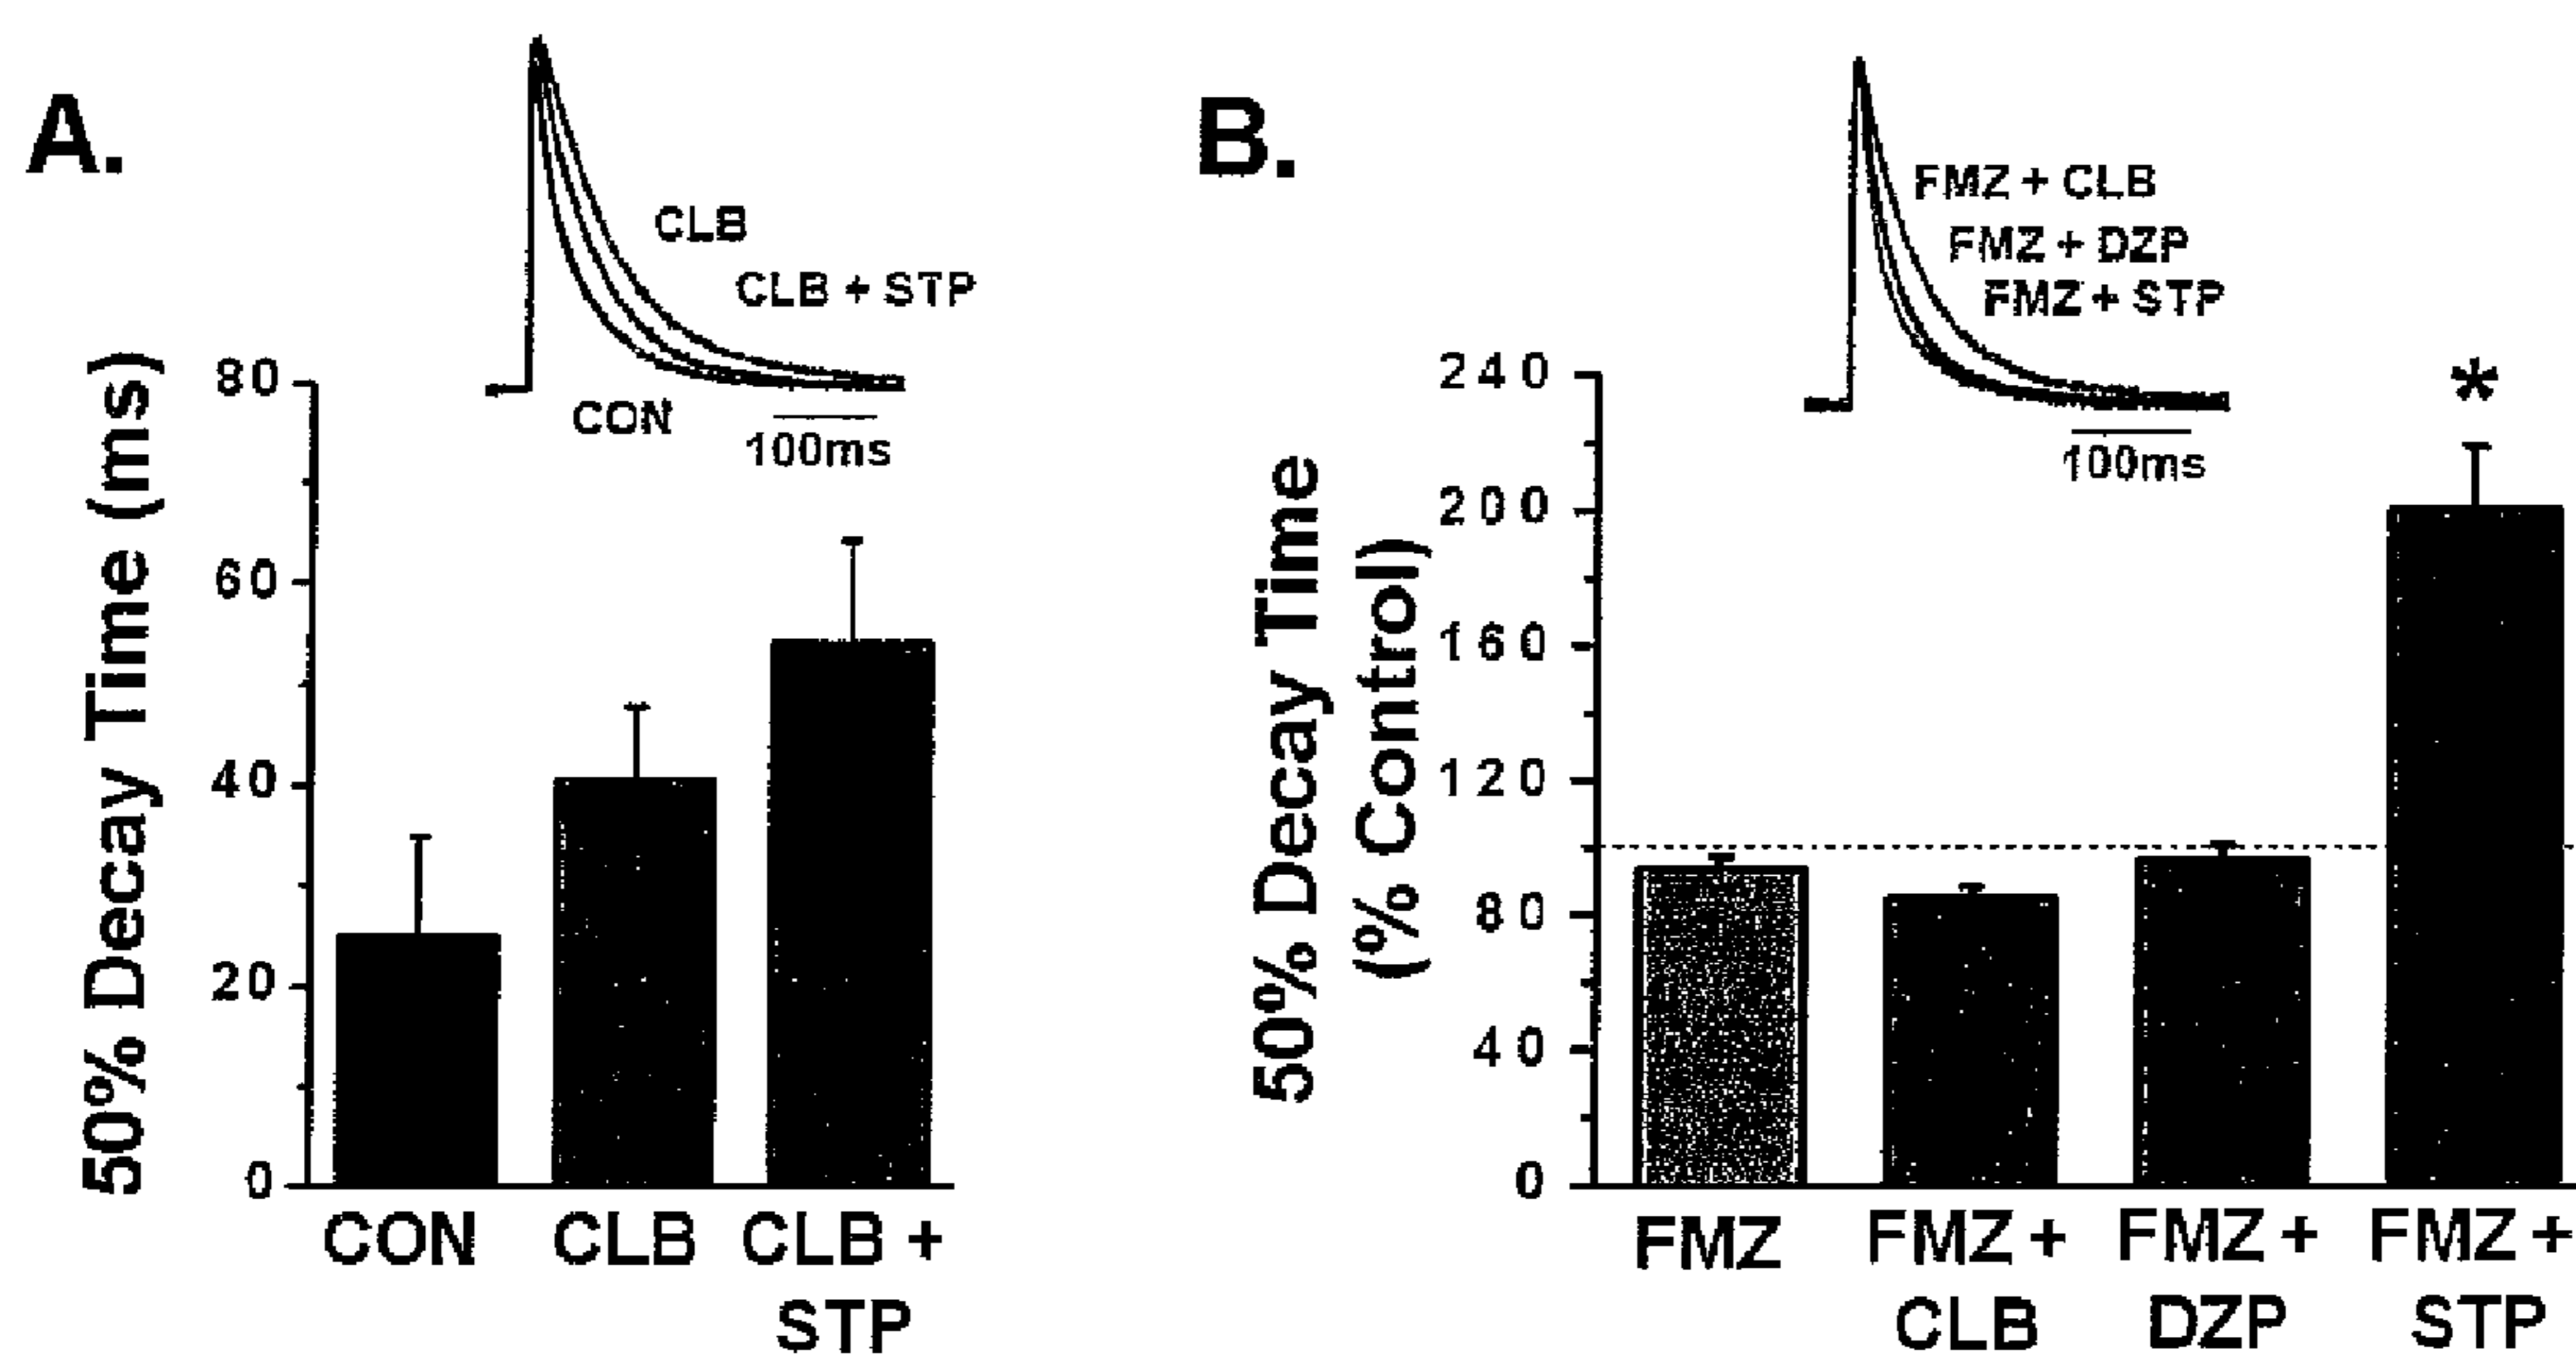 A.
CLB
CLB + STP
CON
100ms
50% Decay Time (ms)
80
60
40
20
0
CON
CLB
CLB +
STP
B.
FMZ + CLB
FMZ + DZP
FMZ + STP
100ms
50% Decay Time
(% Control)
240
200
160
120
80
40
0
*
FMZ
FMZ +
CLB
FMZ +
DZP
FMZ +
STP